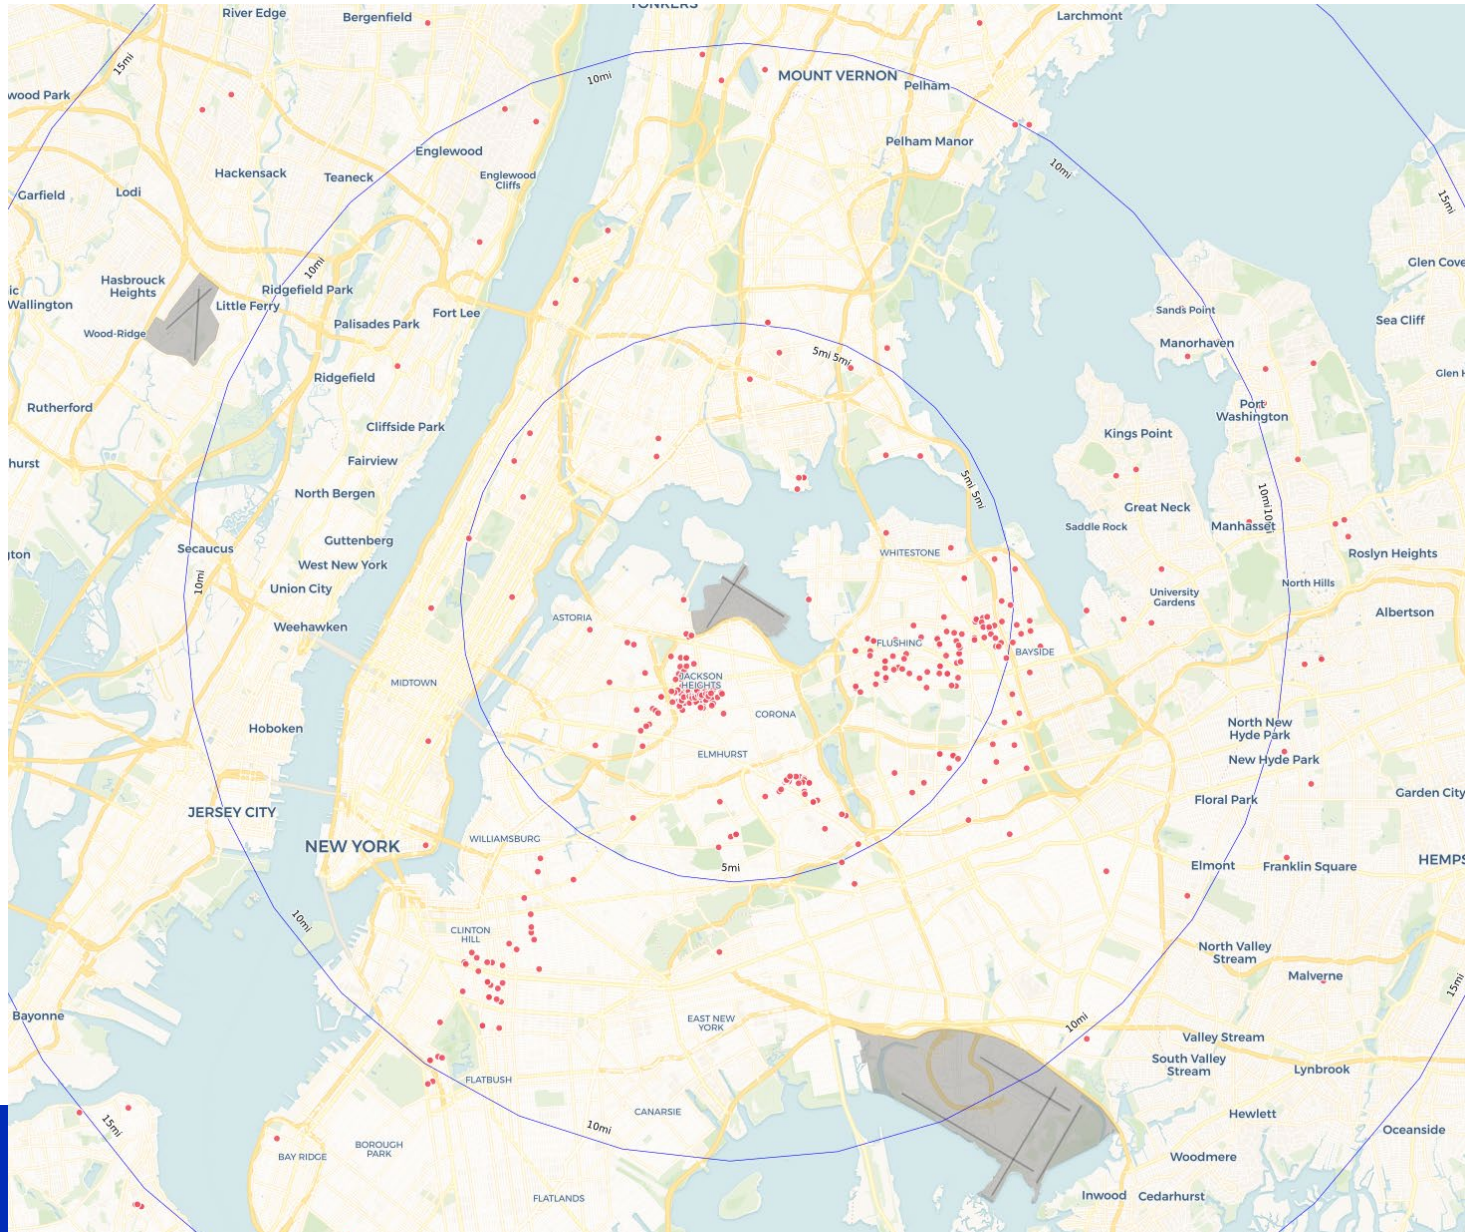 YONKERS
River Edge
Bergenfield
Larchmont
15mi
10mi
MOUNT VERNON
Pelham
wood Park
Englewood
Pelham Manor
Hackensack
Teaneck
Englewood
Cliffs
10mi
Garfield
Lodi
15mi
10mi
Hasbrouck
Heights
Ridgefield Park
Glen Cove
ic
Wallington
Little Ferry
Fort Lee
Sands Point
Wood-Ridge
Palisades Park
Sea Cliff
Manorhaven
5mi 5mi
Ridgefield
Glen H
Rutherford
Port
Washington
Cliffside Park
Kings Point
hurst
Fairview
5mi 5mi
North Bergen
10mi10mi
Great Neck
Saddle Rock
Manhasset
Guttenberg
Secaucus
WHITESTONE
Roslyn Heights
gton
West New York
10mi
Union City
North Hills
University
Gardens
ASTORIA
Albertson
Weehawken
FLUSHING
BAYSIDE
JACKSON
HEIGHTS
MIDTOWN
CORONA
North New
Hyde Park
Hoboken
ELMHURST
New Hyde Park
Garden City
Floral Park
JERSEY CITY
WILLIAMSBURG
NEW YORK
5mi
Elmont
Franklin Square
HEMPS
10mi
CLINTON
HILL
North Valley
Stream
Malverne
15mi
Bayonne
EAST NEW
YORK
10mi
Valley Stream
South Valley
Stream
Lynbrook
FLATBUSH
CANARSIE
Hewlett
15mi
10mi
Oceanside
BOROUGH
PARK
BAY RIDGE
Woodmere
FLATLANDS
Inwood
Cedarhurst